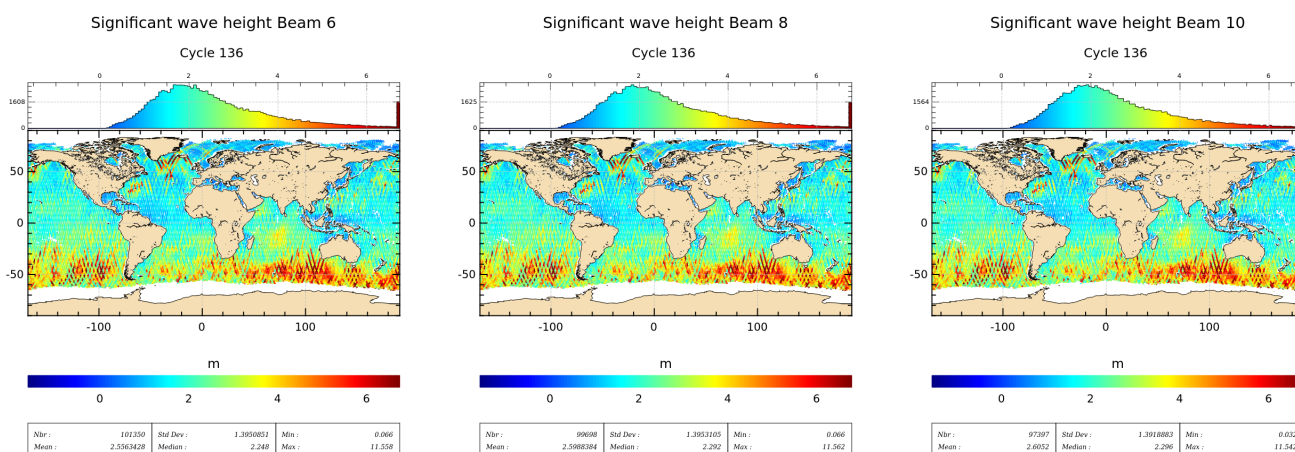 Significant wave height Beam 6
Significant wave height Beam 8
Significant wave height Beam 10
Cycle 136
Cycle 136
Cycle 136
0 2 4 6
0 2 4 6
0 2 4 6
1608
1625
1564
0
0
0
50
0
-50
50
0
-50
50
0
-50
-100 0 100
-100 0 100
-100 0 100
m
m
m
0 2 4 6
0 2 4 6
0 2 4 6
Nbr : 101350 Std Dev : 1.3950851 Min : 0.066
Mean : 2.5563428 Median : 2.248 Max : 11.558
Nbr : 99698 Std Dev : 1.3953105 Min : 0.066
Mean : 2.5988384 Median : 2.292 Max : 11.562
Nbr : 97397 Std Dev : 1.3918883 Min : 0.032
Mean : 2.6052 Median : 2.296 Max : 11.542